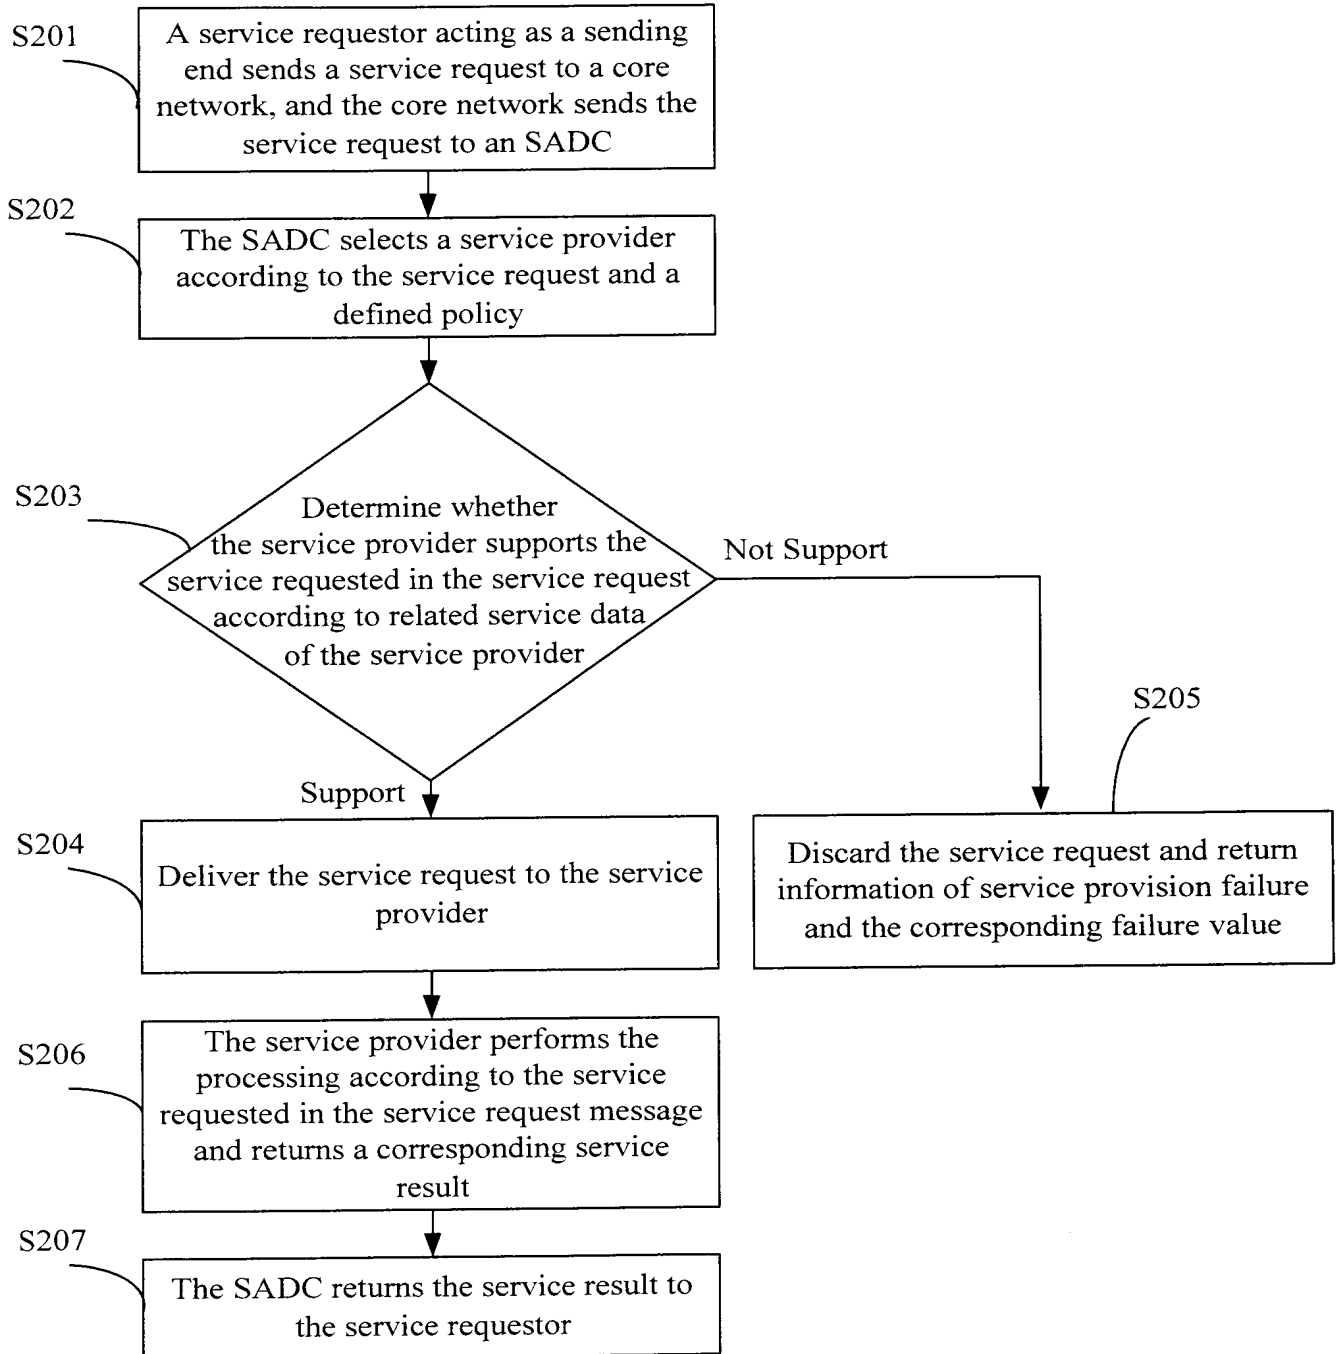 S201
A service requestor acting as a sending
end sends a service request to a core
network, and the core network sends the
service request to an SADC
S202
The SADC selects a service provider
according to the service request and a
defined policy
S203
Determine whether
the service provider supports the
service requested in the service request
according to related service data
of the service provider
Not Support
Support
S204
Deliver the service request to the service
provider
S205
Discard the service request and return
information of service provision failure
and the corresponding failure value
S206
The service provider performs the
processing according to the service
requested in the service request message
and returns a corresponding service
result
S207
The SADC returns the service result to
the service requestor